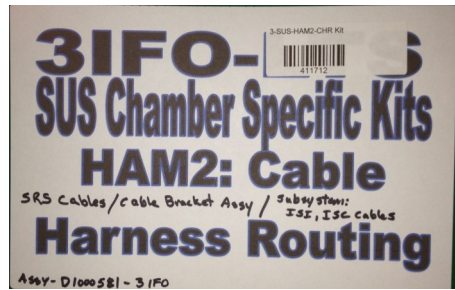 3-SUS-HAM2-CHR Kit
411712
3IFO- S
SUS Chamber Specific Kits
HAM2: Cable
SRS Cables/Cable Bracket Assy / Subsystem:
ISI, ISC Cables
Harness Routing
Assy-D1000581-3IFO